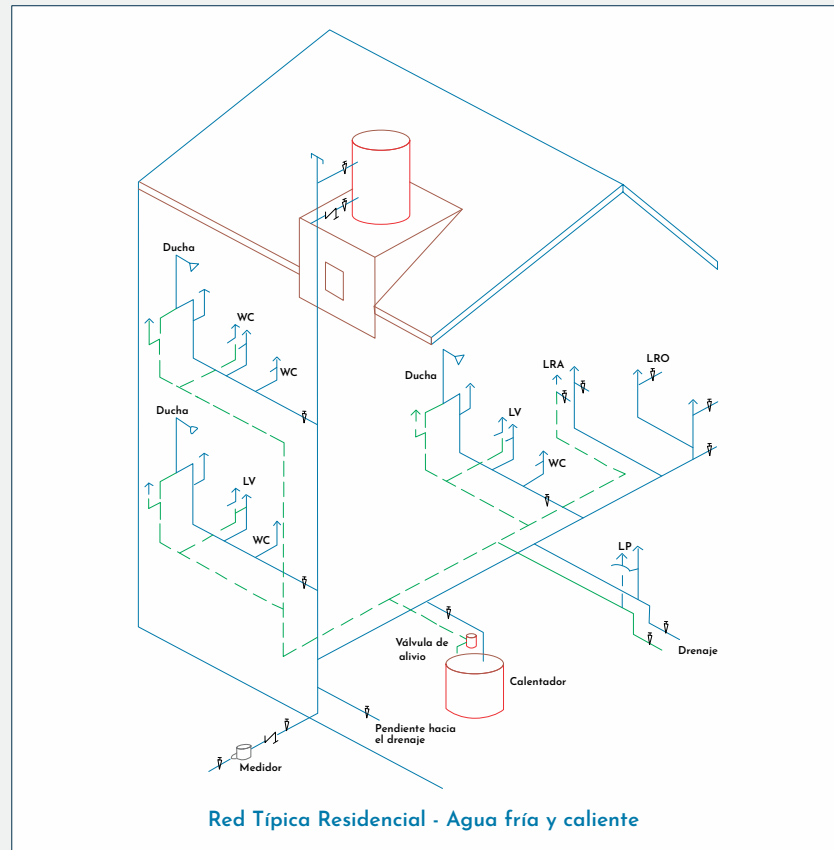 Ducha
WC
WC
Ducha
LRA
LRO
Ducha
LV
WC
LV
WC
LP
Válvula de
alivio
Drenaje
Calentador
Pendiente hacia
el drenaje
Medidor
Red Típica Residencial - Agua fría y caliente